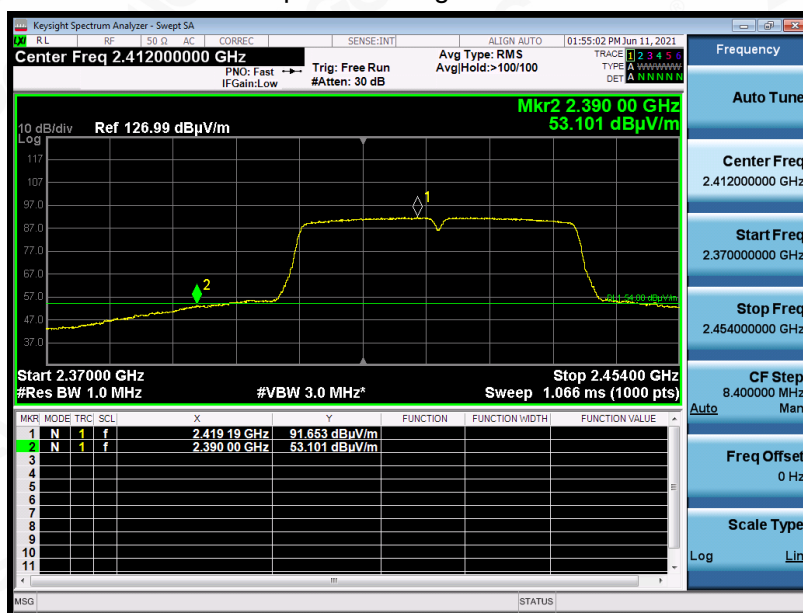 Keysight Spectrum Analyzer - Swept SA
LXI RL RF 50 Ω AC CORREC SENSE:INT ALIGN AUTO 01:55:02 PM Jun 11, 2021
Center Freq 2.412000000 GHz
PNO: Fast
IFGain:Low
Trig: Free Run
#Atten: 30 dB
Avg Type: RMS
Avg|Hold:>100/100
TRACE 1 2 3 4 5 6
TYPE A WWWWW
DET A N N N N N
Mkr2 2.390 00 GHz
53.101 dBµV/m
10 dB/div Ref 126.99 dBµV/m
Log
117
107
97.0
87.0
77.0
67.0
57.0
47.0
37.0
1
2
DL1 54.00 dBµV/m
Start 2.37000 GHz Stop 2.45400 GHz
#Res BW 1.0 MHz #VBW 3.0 MHz* Sweep 1.066 ms (1000 pts)
MKR MODE TRC SCL X Y FUNCTION FUNCTION WIDTH FUNCTION VALUE
1 N 1 f 2.419 19 GHz 91.653 dBµV/m
2 N 1 f 2.390 00 GHz 53.101 dBµV/m
3
4
5
6
7
8
9
10
11
MSG STATUS
Frequency
Auto Tune
Center Freq
2.412000000 GHz
Start Freq
2.370000000 GHz
Stop Freq
2.454000000 GHz
CF Step
8.400000 MHz
Auto Man
Freq Offset
0 Hz
Scale Type
Log Lin